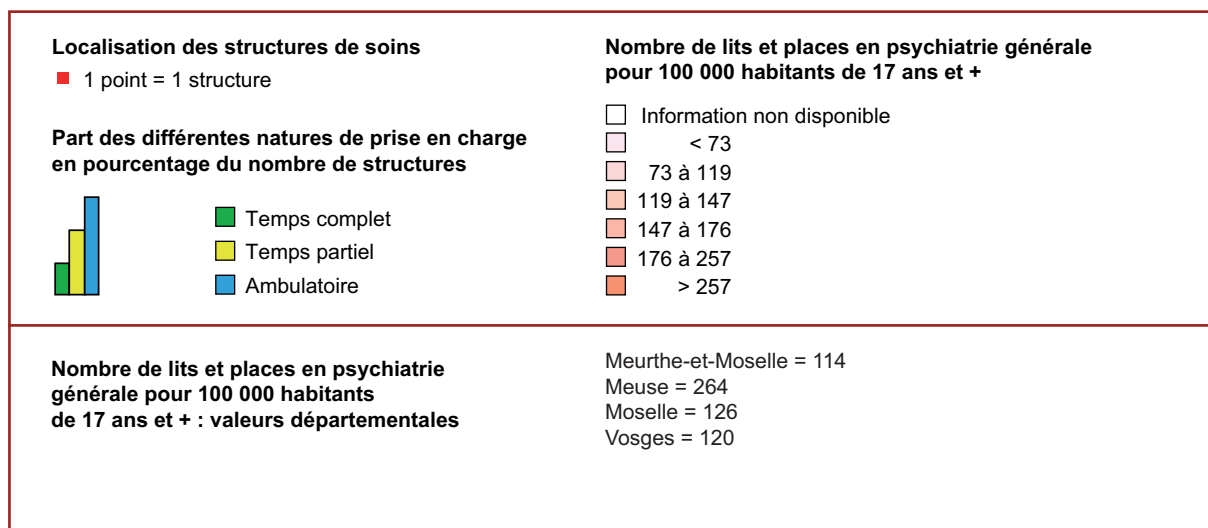 Localisation des structures de soins
1 point = 1 structure
Part des différentes natures de prise en charge
en pourcentage du nombre de structures
Temps complet
Temps partiel
Ambulatoire
Nombre de lits et places en psychiatrie générale
pour 100 000 habitants de 17 ans et +
Information non disponible
< 73
73 à 119
119 à 147
147 à 176
176 à 257
> 257
Nombre de lits et places en psychiatrie
générale pour 100 000 habitants
de 17 ans et + : valeurs départementales
Meurthe-et-Moselle = 114
Meuse = 264
Moselle = 126
Vosges = 120